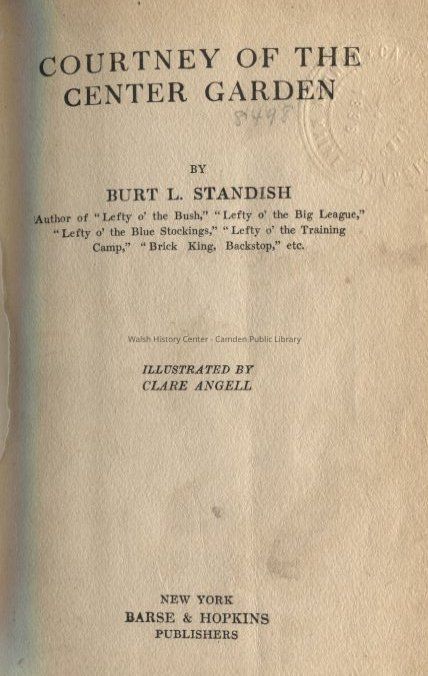 COURTNEY OF THE
CENTER GARDEN
8498
BY
BURT L. STANDISH
Author of "Lefty o' the Bush," "Lefty o' the Big League,"
"Lefty o' the Blue Stockings," "Lefty o' the Training
Camp," "Brick King, Backstop," etc.
Walsh History Center - Camden Public Library
ILLUSTRATED BY
CLARE ANGELL
NEW YORK
BARSE & HOPKINS
PUBLISHERS